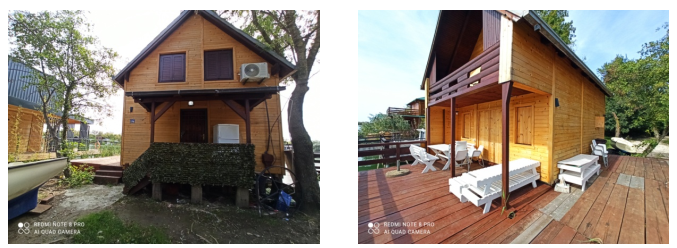 REDMI NOTE 8 PRO
AI QUAD CAMERA
REDMI NOTE 8 PRO
AI QUAD CAMERA